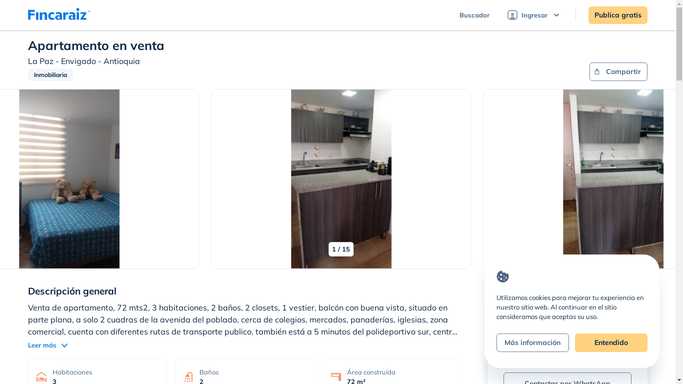 Fincaraiz
Buscador
Ingresar
Publica gratis
Apartamento en venta
La Paz - Envigado - Antioquia
Inmobiliaria
Compartir
1 / 15
Descripción general
Venta de apartamento, 72 mts2, 3 habitaciones, 2 baños, 2 closets, 1 vestier, balcón con buena vista, situado en
parte plana, a solo 2 cuadras de la avenida del poblado, cerca de colegios, mercados, panaderías, iglesias, zona
comercial, cuenta con diferentes rutas de transporte publico, también está a 5 minutos del polideportivo sur, centr...
Leer más
Habitaciones
3
Baños
2
Área construida
72 m²
Utilizamos cookies para mejorar tu experiencia en
nuestro sitio web. Al continuar en el sitio
consideramos que aceptas su uso.
Más información
Entendido
Contactar por WhatsApp